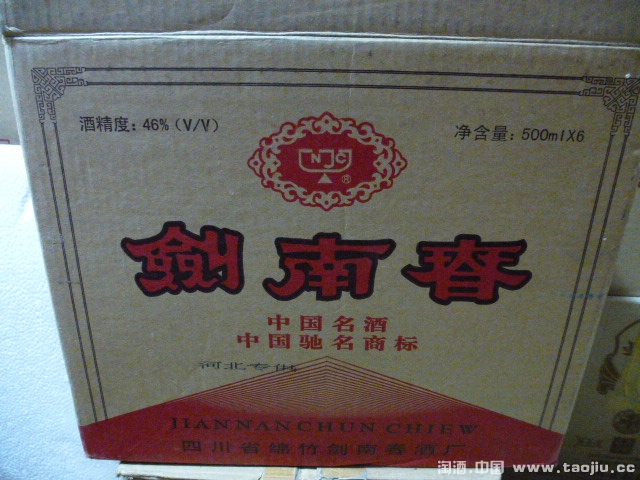 酒精度：46%（V/V）
净含量：500mlX6
NJC
®
劍南春
中国名酒
中国驰名商标
河北专供
JIANNANCHUN CHIEW
四川省绵竹剑南春酒厂
淘酒.中国 www.taojiu.cc